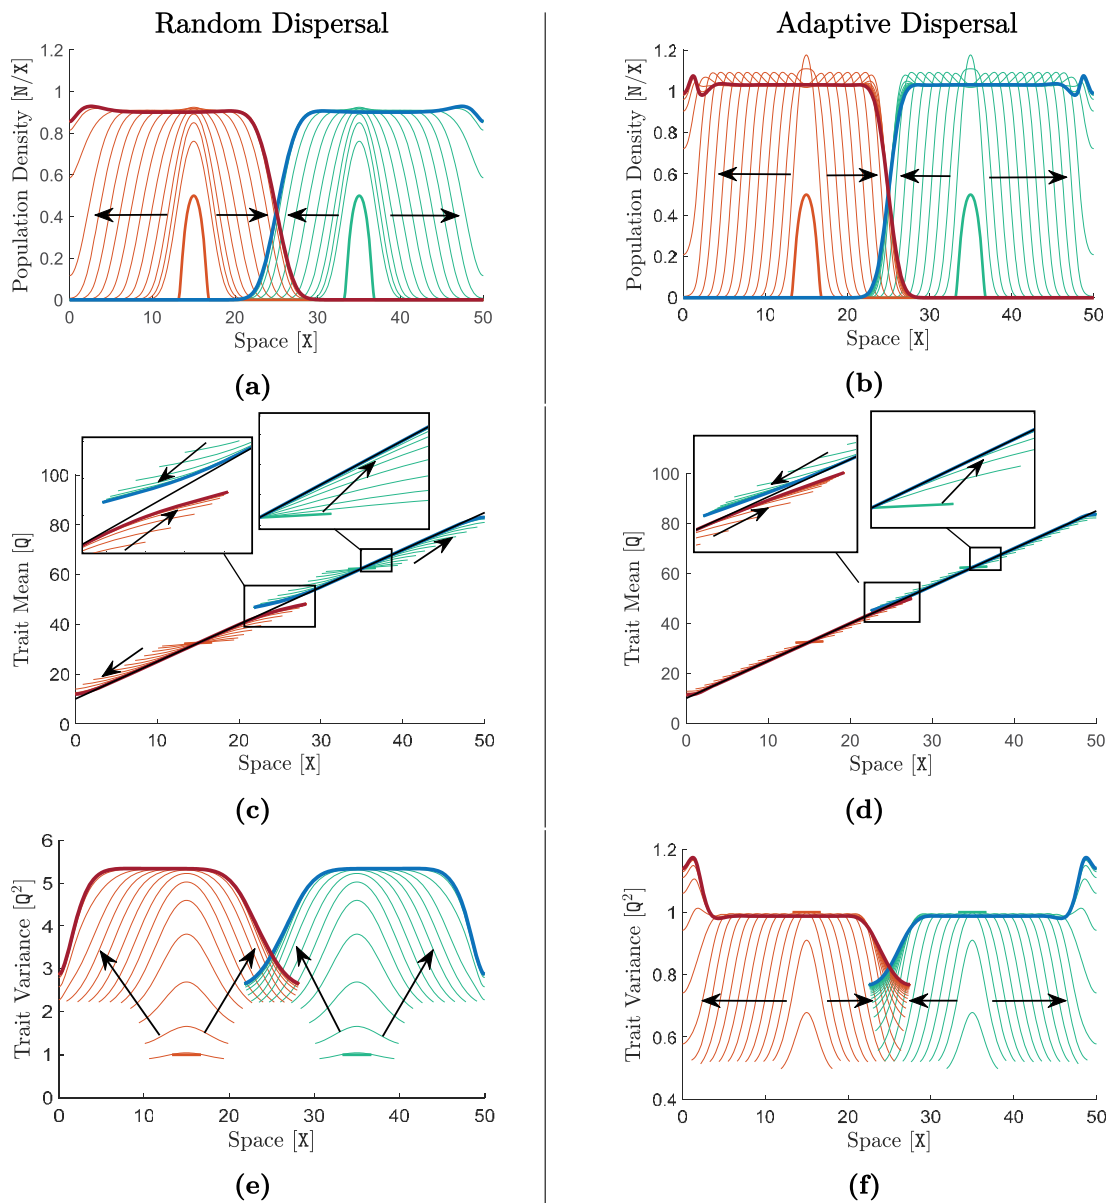 Random Dispersal
Adaptive Dispersal
Population Density [N/X]
1.2
1
0.8
0.6
0.4
0.2
0
0 10 20 30 40 50
Space [X]
(a)
Population Density [N/X]
1.2
1
0.8
0.6
0.4
0.2
0
0 10 20 30 40 50
Space [X]
(b)
Trait Mean [Q]
100
80
60
40
20
0
0 10 20 30 40 50
Space [X]
(c)
Trait Mean [Q]
100
80
60
40
20
0
0 10 20 30 40 50
Space [X]
(d)
Trait Variance [Q²]
6
5
4
3
2
1
0
0 10 20 30 40 50
Space [X]
(e)
Trait Variance [Q²]
1.2
1
0.8
0.6
0.4
0 10 20 30 40 50
Space [X]
(f)